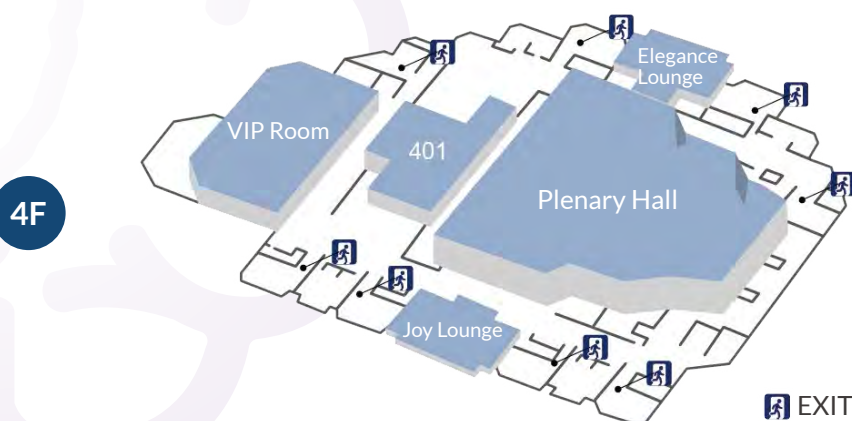 Elegance
Lounge
VIP Room
401
Plenary Hall
4F
Joy Lounge
EXIT